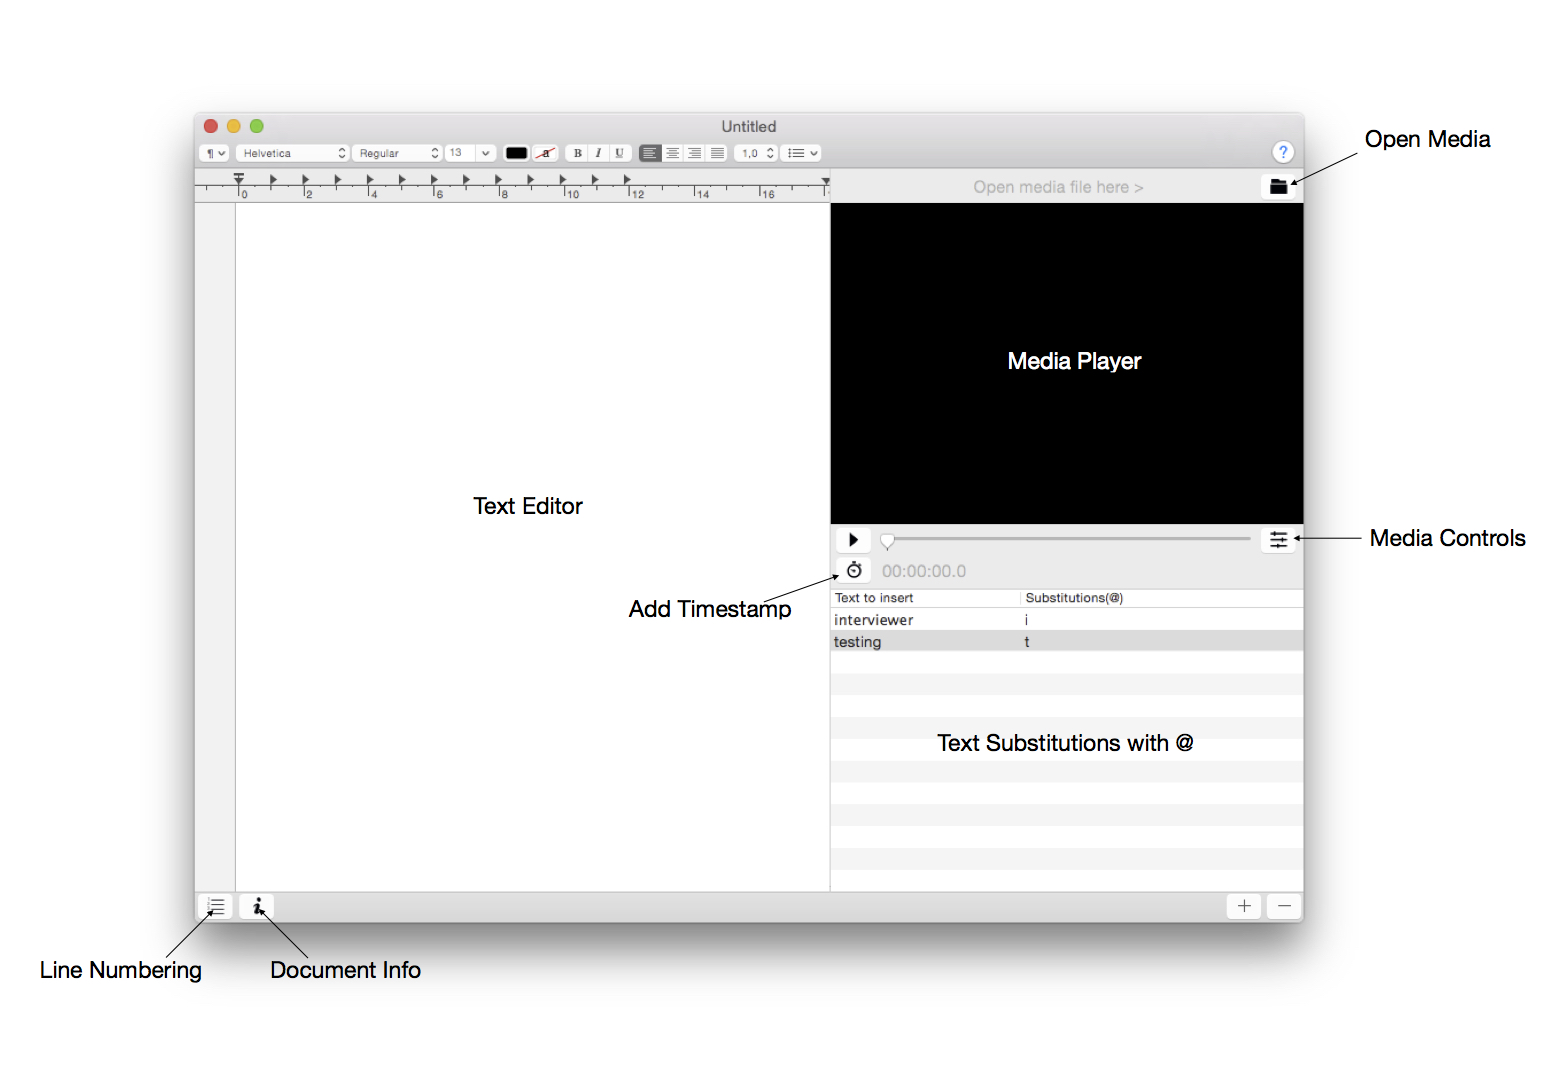 Untitled
Open Media
¶ Helvetica Regular 13 a B I U 1,0 ?
0 2 4 6 8 10 12 14 16
Open media file here >
Media Player
Text Editor
Media Controls
00:00:00.0
Add Timestamp
Text to insert Substitutions(@)
interviewer i
testing t
Text Substitutions with @
Line Numbering
Document Info